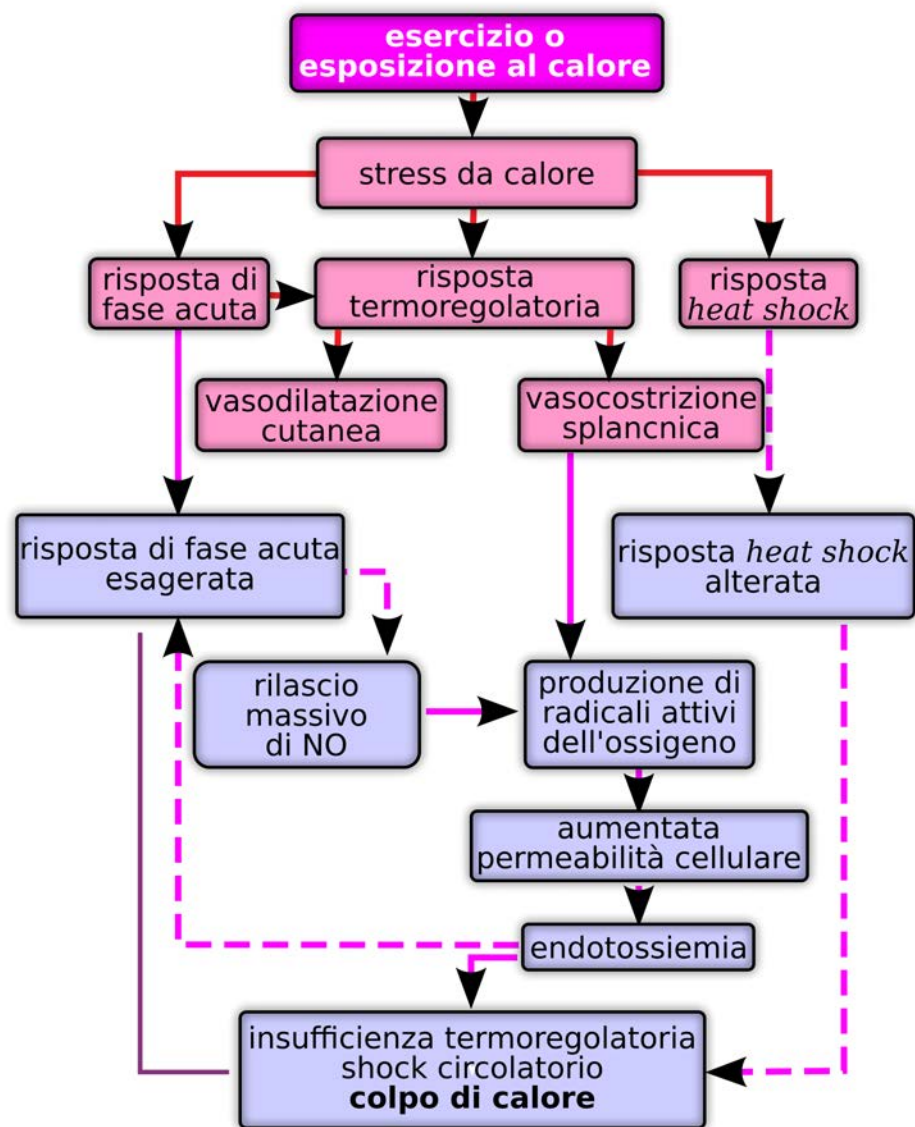 esercizio o
esposizione al calore
stress da calore
risposta di
fase acuta
risposta
termoregolatoria
risposta
heat shock
vasodilatazione
cutanea
vasocostrizione
splancnica
risposta di fase acuta
esagerata
risposta heat shock
alterata
rilascio
massivo
di NO
produzione di
radicali attivi
dell'ossigeno
aumentata
permeabilità cellulare
endotossiemia
insufficienza termoregolatoria
shock circolatorio
colpo di calore